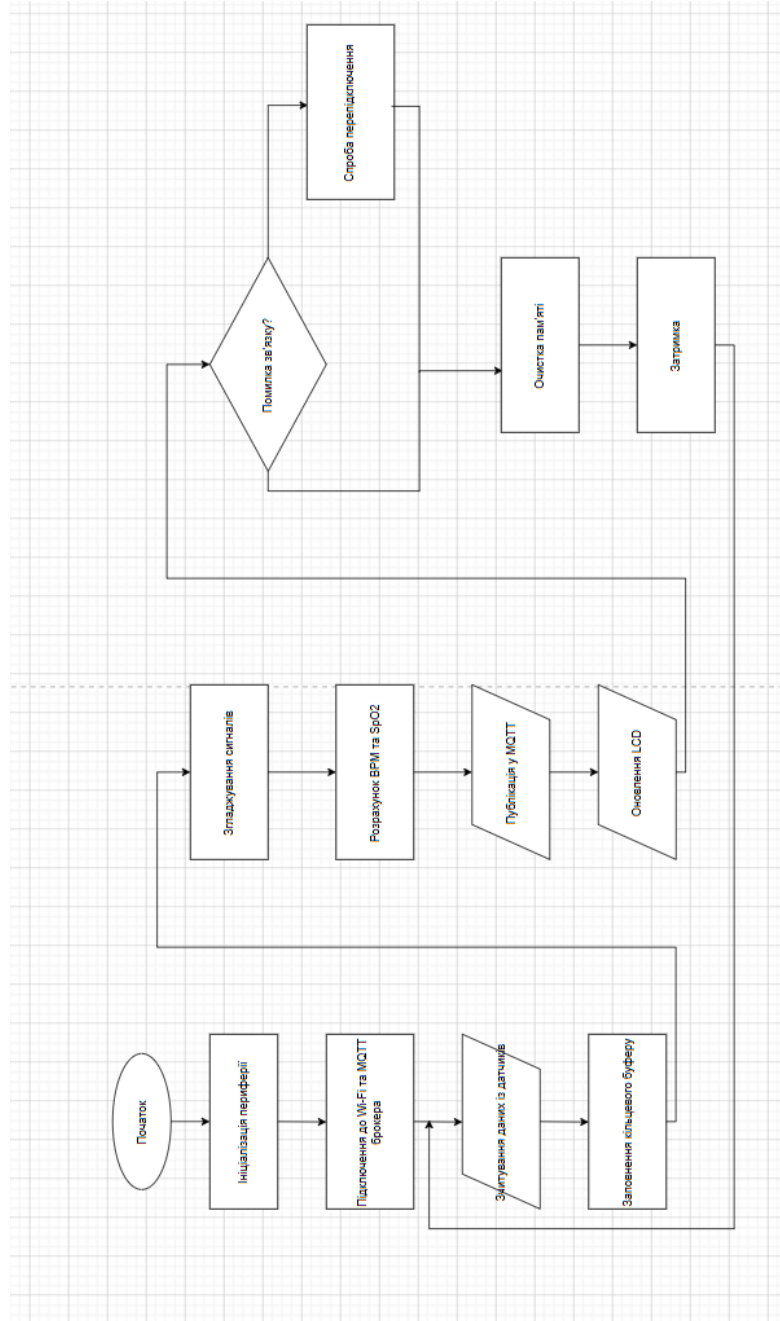 Початок
Ініціалізація периферії
Підключення до Wi-Fi та MQTT
брокера
Зчитування даних із датчиків
Заповнення кільцевого буферу
Згладжування сигналів
Розрахунок BPM та SpO2
Публікація у MQTT
Оновлення LCD
Помилка зв'язку?
Спроба перепідключення
Очистка пам'яті
Затримка